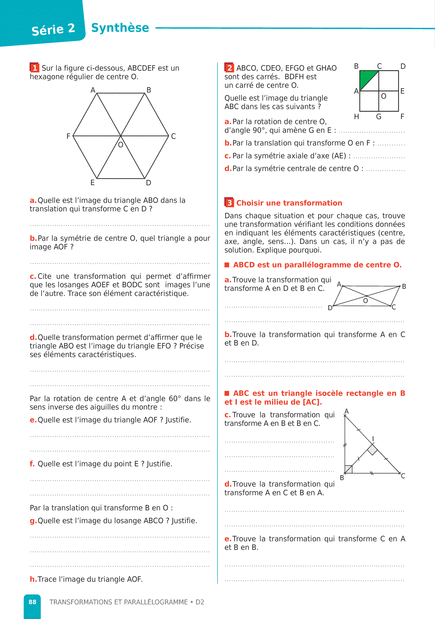 Série 2
Synthèse
1 Sur la figure ci-dessous, ABCDEF est un
hexagone régulier de centre O.
A
B
F
O
C
E
D
a. Quelle est l'image du triangle ABO dans la
translation qui transforme C en D ?
b. Par la symétrie de centre O, quel triangle a pour
image AOF ?
c. Cite une transformation qui permet d'affirmer
que les losanges AOEF et BODC sont images l'une
de l'autre. Trace son élément caractéristique.
d. Quelle transformation permet d'affirmer que le
triangle ABO est l'image du triangle EFO ? Précise
ses éléments caractéristiques.
Par la rotation de centre A et d'angle 60° dans le
sens inverse des aiguilles du montre :
e. Quelle est l'image du triangle AOF ? Justifie.
f. Quelle est l'image du point E ? Justifie.
Par la translation qui transforme B en O :
g. Quelle est l'image du losange ABCO ? Justifie.
h. Trace l'image du triangle AOF.
2 ABCO, CDEO, EFGO et GHAO
sont des carrés. BDFH est
un carré de centre O.
Quelle est l'image du triangle
ABC dans les cas suivants ?
B
C
D
A
E
O
H
G
F
a. Par la rotation de centre O,
d'angle 90°, qui amène G en E :
b. Par la translation qui transforme O en F :
c. Par la symétrie axiale d'axe (AE) :
d. Par la symétrie centrale de centre O :
3 Choisir une transformation
Dans chaque situation et pour chaque cas, trouve
une transformation vérifiant les conditions données
en indiquant les éléments caractéristiques (centre,
axe, angle, sens...). Dans un cas, il n'y a pas de
solution. Explique pourquoi.
ABCD est un parallélogramme de centre O.
a. Trouve la transformation qui
transforme A en D et B en C.
A
B
O
D
C
b. Trouve la transformation qui transforme A en C
et B en D.
ABC est un triangle isocèle rectangle en B
et I est le milieu de [AC].
c. Trouve la transformation qui
transforme A en B et B en C.
A
I
B
C
d. Trouve la transformation qui
transforme A en C et B en A.
e. Trouve la transformation qui transforme C en A
et B en B.
88
TRANSFORMATIONS ET PARALLÉLOGRAMME • D2